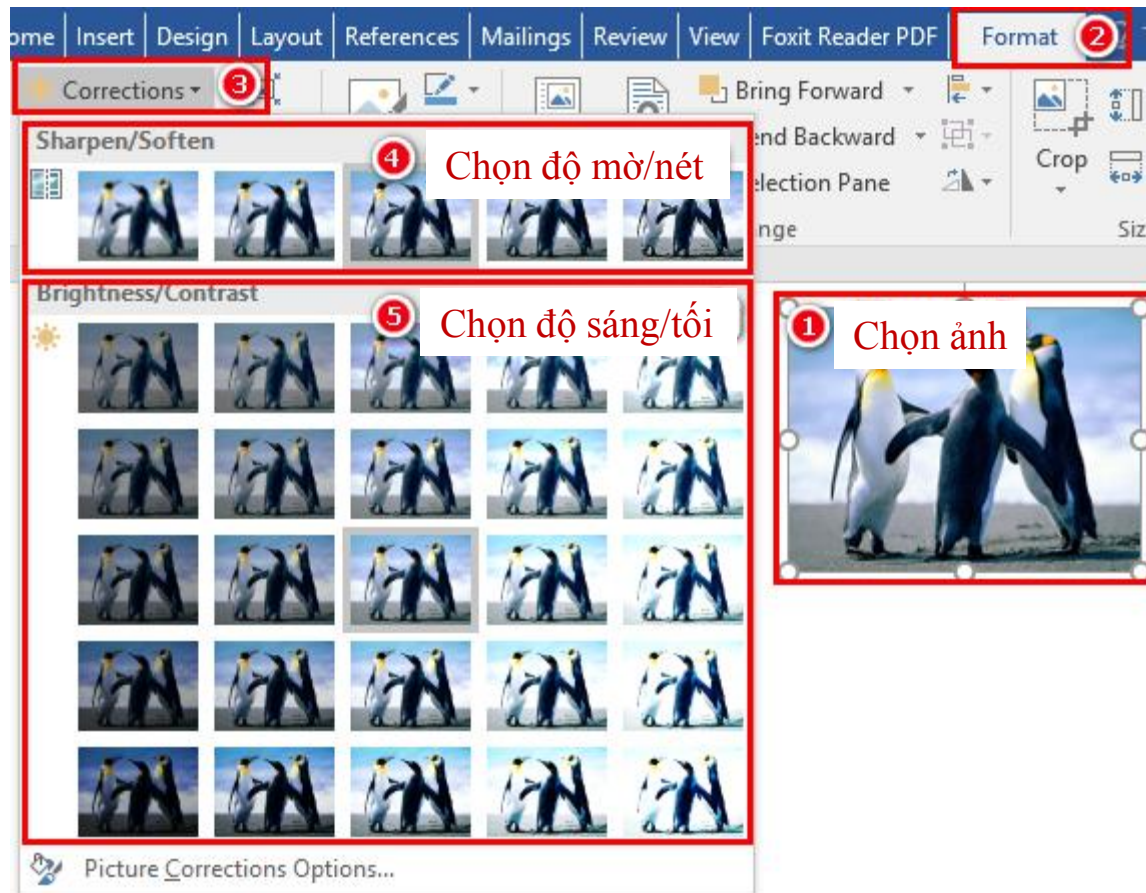 ome Insert Design Layout References Mailings Review View Foxit Reader PDF Format 2
Corrections 3
Bring Forward
Sharpen/Soften
4 Chọn độ mờ/nét
end Backward
election Pane
Crop
nge
Siz
Brightness/Contrast
5 Chọn độ sáng/tối
1 Chọn ảnh
Picture Corrections Options...